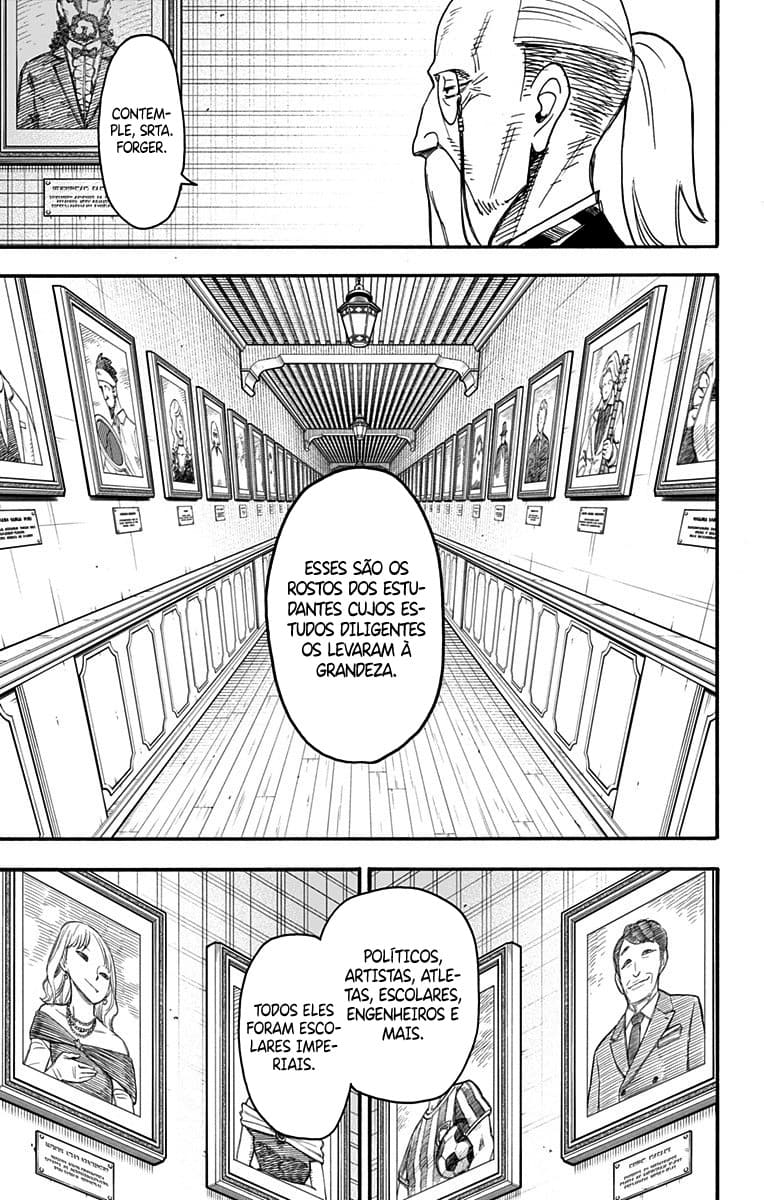 CONTEM-
PLE, SRTA.
FORGER.
ESSES SÃO OS
ROSTOS DOS ESTU-
DANTES CUJOS ES-
TUDOS DILIGENTES
OS LEVARAM À
GRANDEZA.
POLÍTICOS,
ARTISTAS, ATLE-
TAS, ESCOLARES,
ENGENHEIROS E
MAIS.
TODOS ELES
FORAM ESCO-
LARES IMPE-
RIAIS.